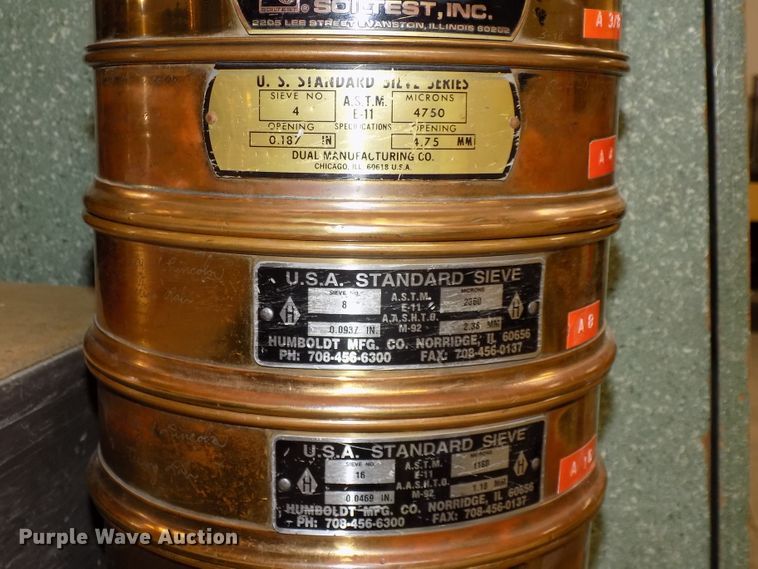 SOILTEST, INC.
2205 LEE STREET EVANSTON, ILLINOIS 60202
A 3/8
U. S. STANDARD SIEVE SERIES
SIEVE NO. A.S.T.M. MICRONS
4 E-11 4750
OPENING SPECIFICATIONS OPENING
0.187 IN 4.75 MM
DUAL MANUFACTURING CO.
CHICAGO, ILL. 60618 U.S.A.
A 4
Lincoln
U.S.A. STANDARD SIEVE
SIEVE NO. A.S.T.M. MICRONS
8 E-11 2360
A.A.S.H.T.O.
0.0937 IN. M-92 2.36 MM
H H
HUMBOLDT MFG. CO. NORRIDGE, IL 60656
PH: 708-456-6300 FAX: 708-456-0137
A 8
Lincoln
U.S.A. STANDARD SIEVE
SIEVE NO. A.S.T.M. MICRONS
16 E-11 1180
A.A.S.H.T.O.
0.0469 IN. M-92 1.18 MM
H H
HUMBOLDT MFG. CO. NORRIDGE, IL 60656
PH: 708-456-6300 FAX: 708-456-0137
A 16
Purple Wave Auction